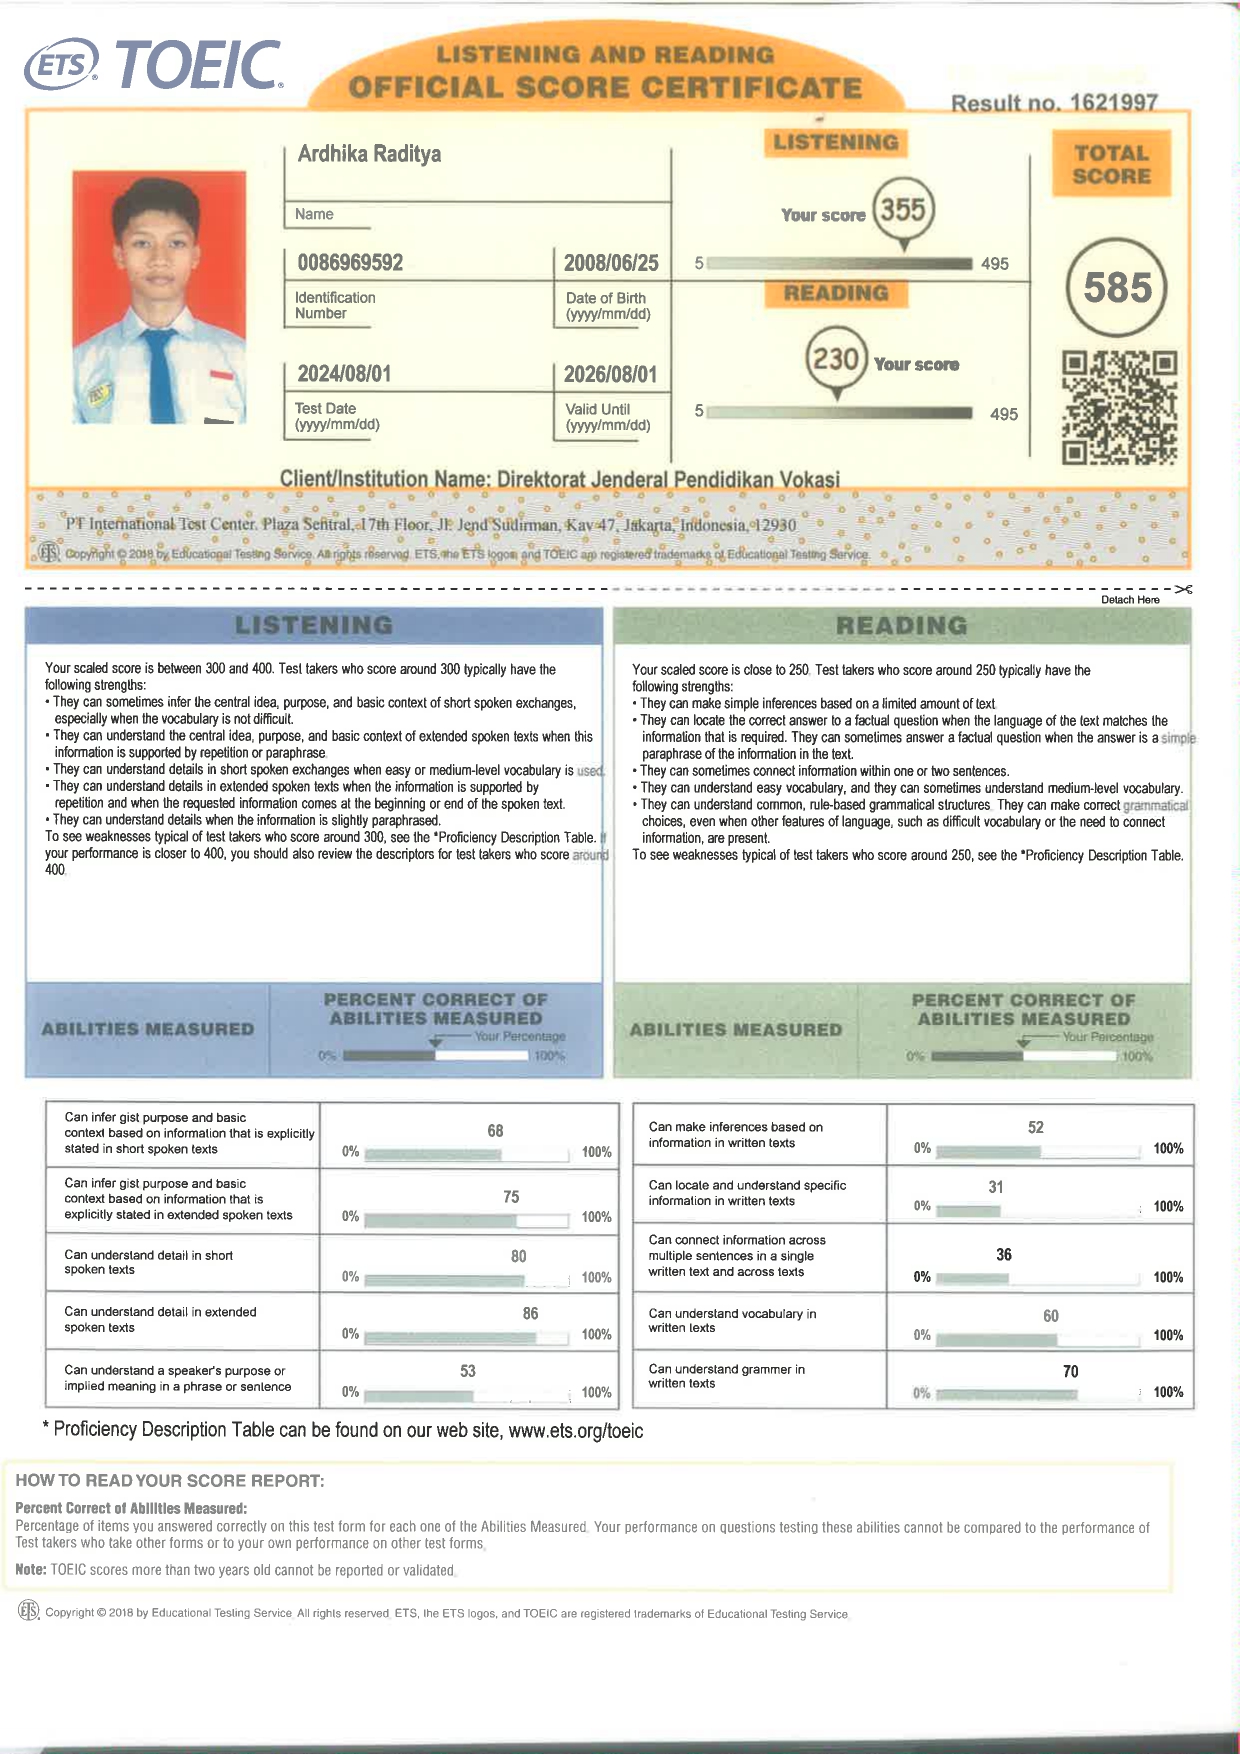 ETS TOEIC
LISTENING AND READING
OFFICIAL SCORE CERTIFICATE
Result no. 1621997
Ardhika Raditya
Name
0086969592
2008/06/25
Identification
Number
Date of Birth
(yyyy/mm/dd)
2024/08/01
2026/08/01
Test Date
(yyyy/mm/dd)
Valid Until
(yyyy/mm/dd)
LISTENING
Your score 355
5 495
READING
230 Your score
5 495
TOTAL
SCORE
585
Client/Institution Name: Direktorat Jenderal Pendidikan Vokasi
PT International Test Center, Plaza Sentral, 17th Floor, Jl. Jend Sudirman, Kav 47, Jakarta, Indonesia, 12930
ETS Copyright © 2018 by Educational Testing Service. All rights reserved. ETS, the ETS logos, and TOEIC are registered trademarks of Educational Testing Service.
Detach Here
LISTENING
Your scaled score is between 300 and 400. Test takers who score around 300 typically have the
following strengths:
• They can sometimes infer the central idea, purpose, and basic context of short spoken exchanges,
especially when the vocabulary is not difficult.
• They can understand the central idea, purpose, and basic context of extended spoken texts when this
information is supported by repetition or paraphrase.
• They can understand details in short spoken exchanges when easy or medium-level vocabulary is used.
• They can understand details in extended spoken texts when the information is supported by
repetition and when the requested information comes at the beginning or end of the spoken text.
• They can understand details when the information is slightly paraphrased.
To see weaknesses typical of test takers who score around 300, see the *Proficiency Description Table. If
your performance is closer to 400, you should also review the descriptors for test takers who score around
400.
READING
Your scaled score is close to 250. Test takers who score around 250 typically have the
following strengths:
• They can make simple inferences based on a limited amount of text.
• They can locate the correct answer to a factual question when the language of the text matches the
information that is required. They can sometimes answer a factual question when the answer is a simple
paraphrase of the information in the text.
• They can sometimes connect information within one or two sentences.
• They can understand easy vocabulary, and they can sometimes understand medium-level vocabulary.
• They can understand common, rule-based grammatical structures. They can make correct grammatical
choices, even when other features of language, such as difficult vocabulary or the need to connect
information, are present.
To see weaknesses typical of test takers who score around 250, see the *Proficiency Description Table.
ABILITIES MEASURED
PERCENT CORRECT OF
ABILITIES MEASURED
Your Percentage
0% 100%
ABILITIES MEASURED
PERCENT CORRECT OF
ABILITIES MEASURED
Your Percentage
0% 100%
Can infer gist purpose and basic
context based on information that is explicitly
stated in short spoken texts
68
0% 100%
Can infer gist purpose and basic
context based on information that is
explicitly stated in extended spoken texts
75
0% 100%
Can understand detail in short
spoken texts
80
0% 100%
Can understand detail in extended
spoken texts
86
0% 100%
Can understand a speaker's purpose or
implied meaning in a phrase or sentence
53
0% 100%
Can make inferences based on
information in written texts
52
0% 100%
Can locate and understand specific
information in written texts
31
0% 100%
Can connect information across
multiple sentences in a single
written text and across texts
36
0% 100%
Can understand vocabulary in
written texts
60
0% 100%
Can understand grammer in
written texts
70
0% 100%
* Proficiency Description Table can be found on our web site, www.ets.org/toeic
HOW TO READ YOUR SCORE REPORT:
Percent Correct of Abilities Measured:
Percentage of items you answered correctly on this test form for each one of the Abilities Measured. Your performance on questions testing these abilities cannot be compared to the performance of
Test takers who take other forms or to your own performance on other test forms.
Note: TOEIC scores more than two years old cannot be reported or validated.
ETS Copyright © 2018 by Educational Testing Service. All rights reserved. ETS, the ETS logos, and TOEIC are registered trademarks of Educational Testing Service.